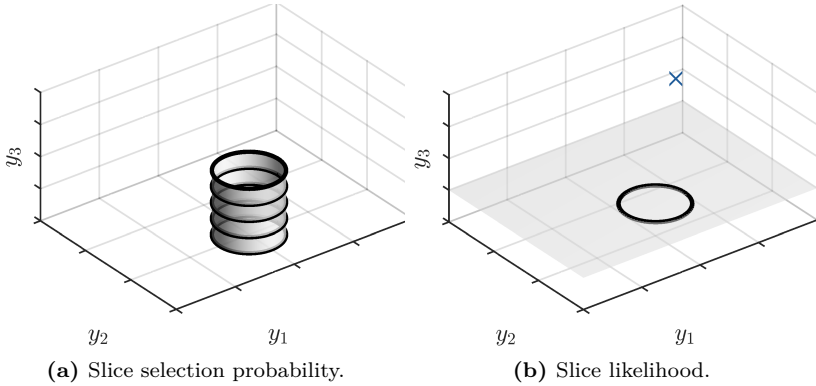 y₃
y₂
y₁
(a) Slice selection probability.
y₃
y₂
y₁
(b) Slice likelihood.